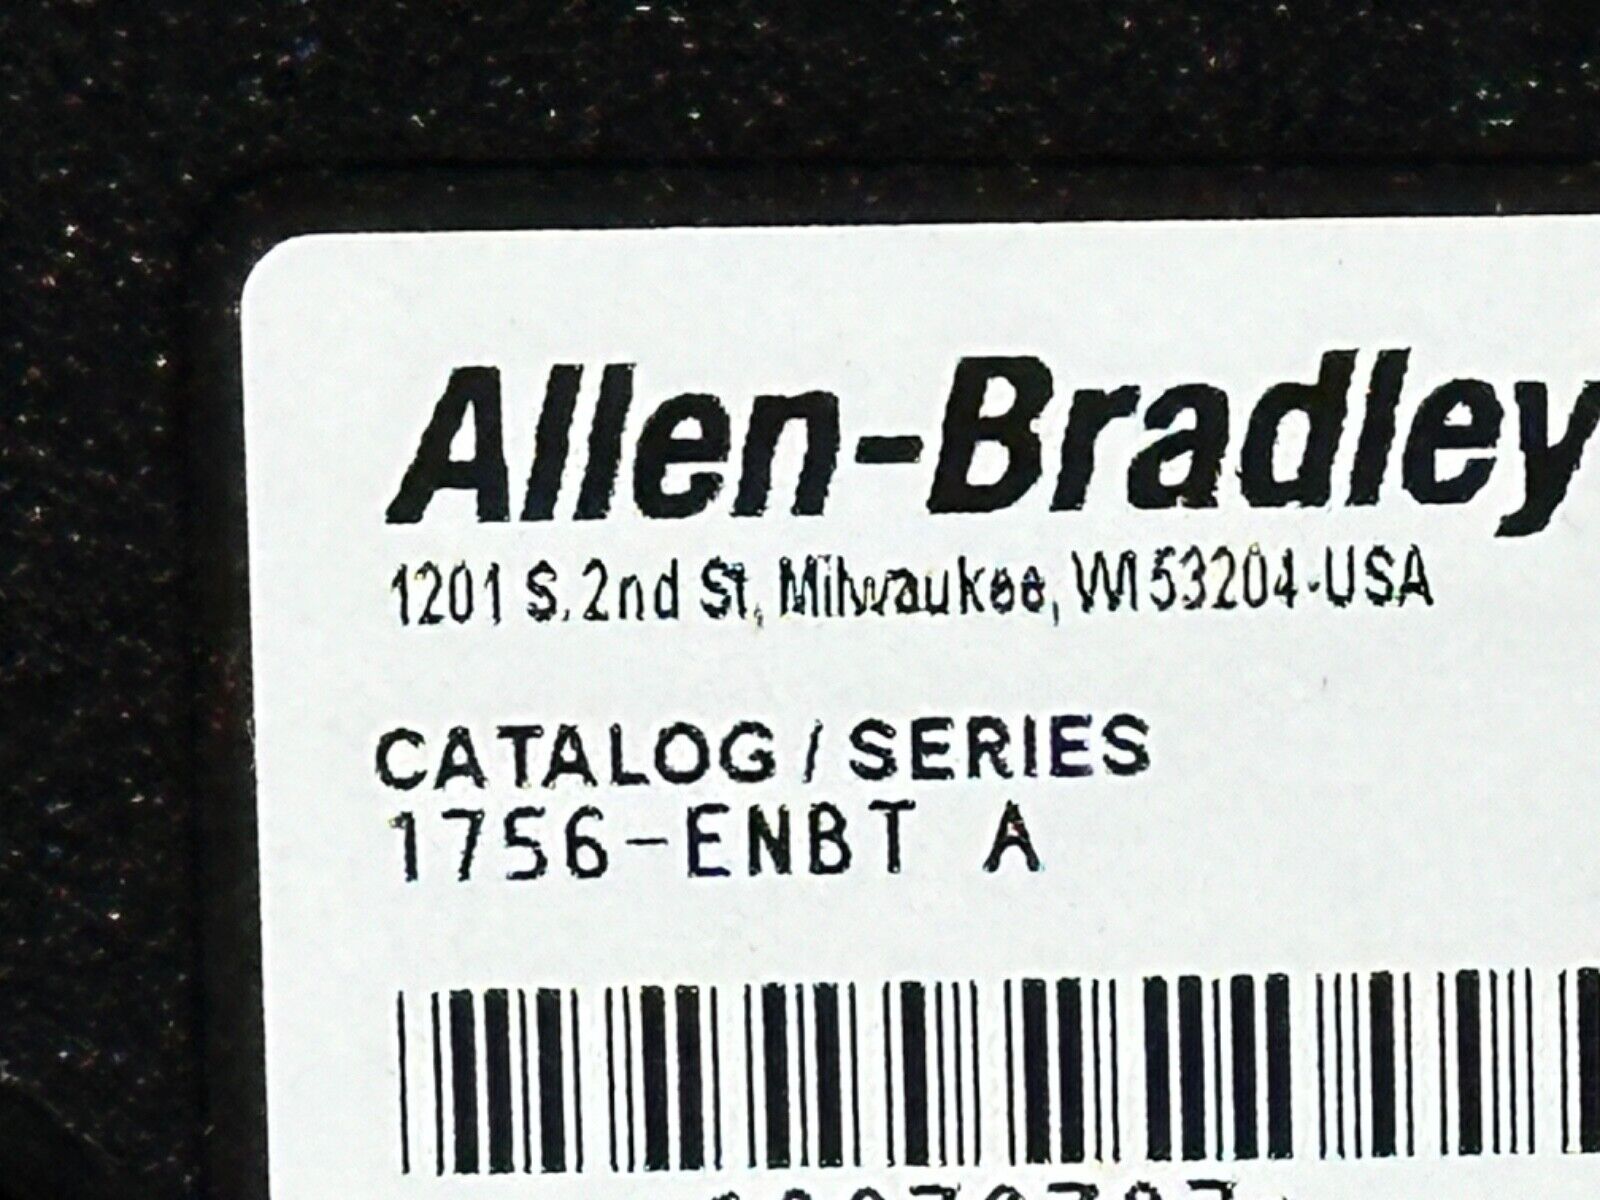 Allen-Bradley
1201 S. 2nd St, Milwaukee, WI 53204-USA
CATALOG / SERIES
1756-ENBT A